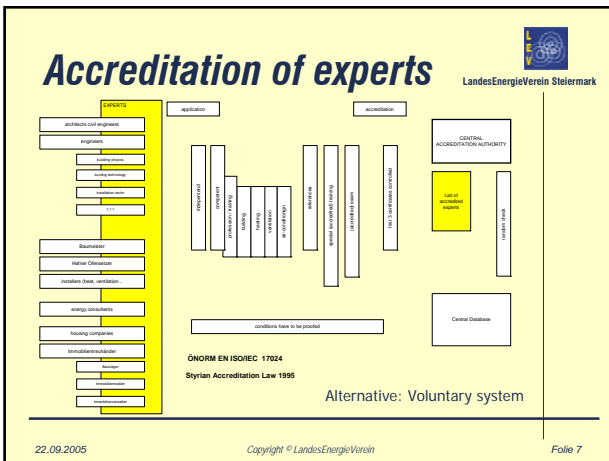 Accreditation of experts
L E V
LandesEnergieVerein Steiermark
EXPERTS
architects civil engineers
engineers
building physics
building technology
installation techn
? ? ?
Baumeister
Hafner Ofensetzer
installers (heat, ventilation...
energy consultants
housing companies
Immobilientreuhänder
Bauträger
Immobilienmakler
Immobilienverwalter
application
accreditation
independend
competent
profession / training
building
heating
ventilation
air-conditionign
references
special (accredited) training
(accredited) exam
first 3 certificates controlled
conditions have to be proofed
ÖNORM EN ISO/IEC 17024
Styrian Accreditation Law 1995
CENTRAL
ACCREDITATION AUTHORITY
List of
accredited
experts
random check
Central Database
Alternative: Voluntary system
22.09.2005
Copyright © LandesEnergieVerein
Folie 7